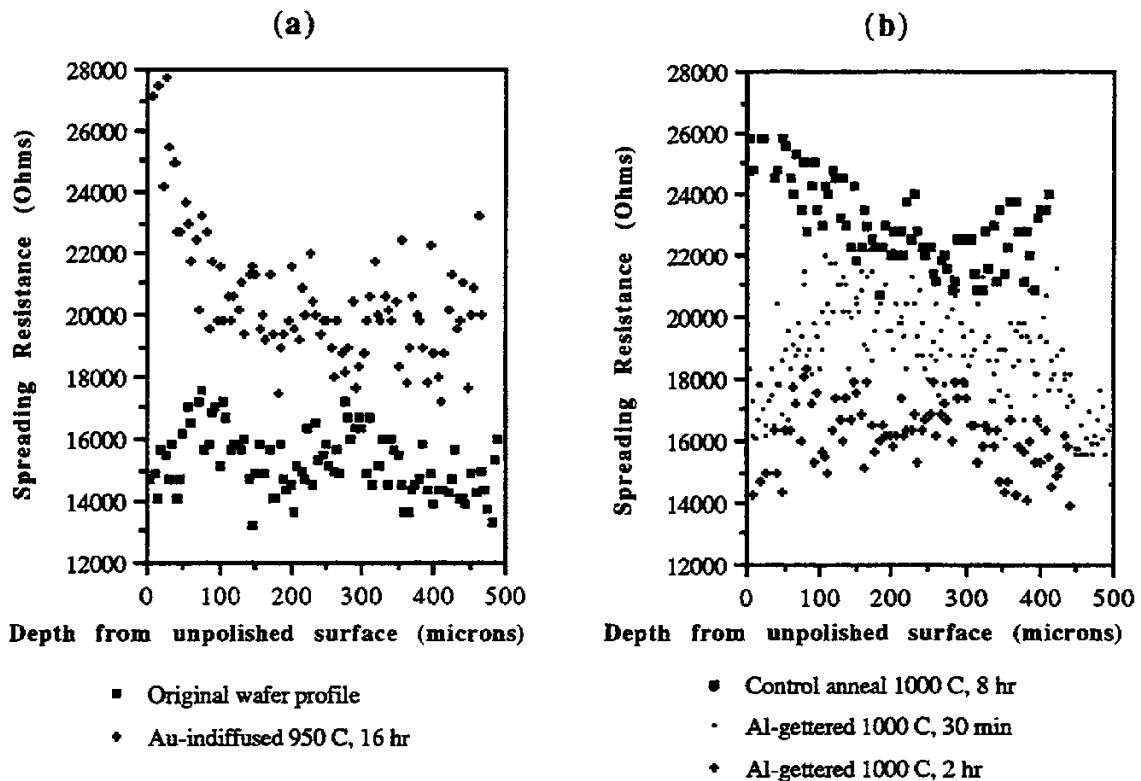 (a)
28000
26000
24000
22000
20000
18000
16000
14000
12000
Spreading Resistance (Ohms)
0 100 200 300 400 500
Depth from unpolished surface (microns)
Original wafer profile
Au-indiffused 950 C, 16 hr
(b)
28000
26000
24000
22000
20000
18000
16000
14000
12000
Spreading Resistance (Ohms)
0 100 200 300 400 500
Depth from unpolished surface (microns)
Control anneal 1000 C, 8 hr
Al-gettered 1000 C, 30 min
Al-gettered 1000 C, 2 hr